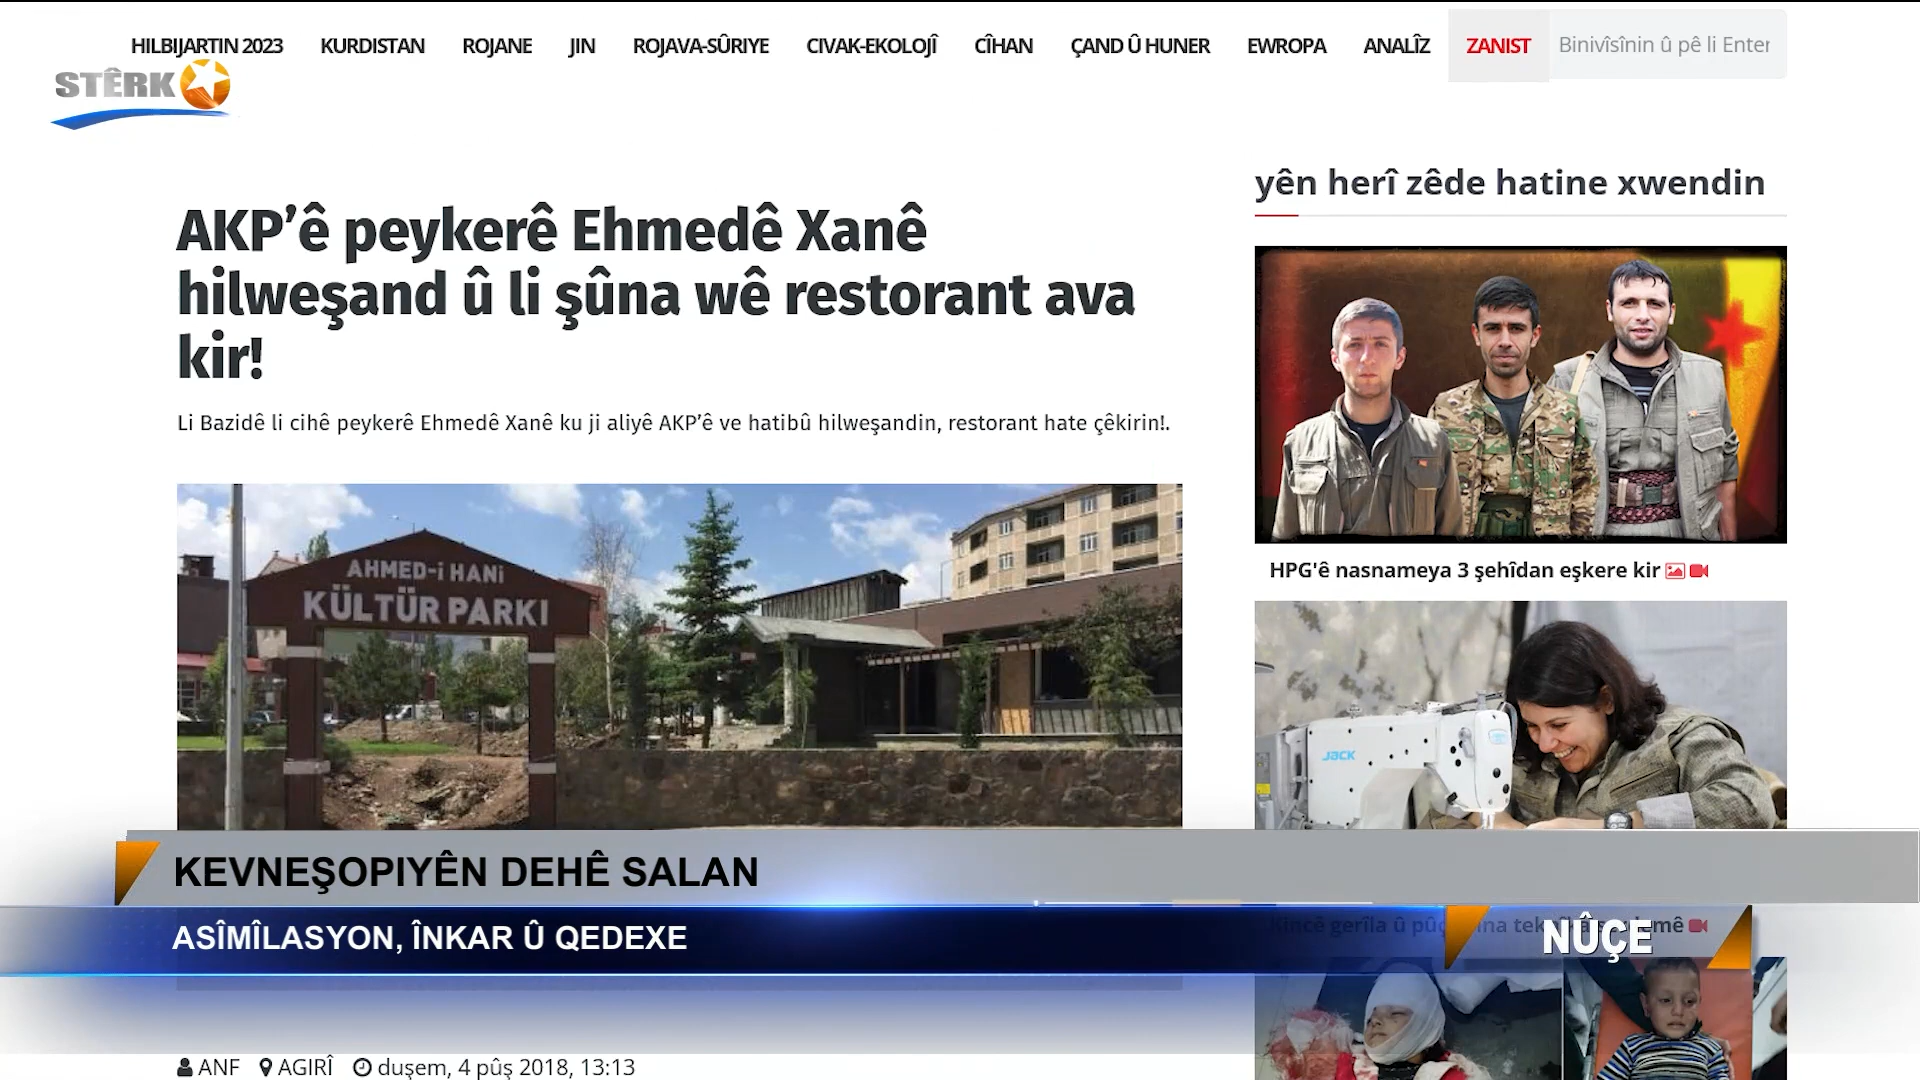 HILBIJARTIN 2023 KURDISTAN ROJANE JIN ROJAVA-SÛRIYE CIVAK-EKOLOJÎ CÎHAN ÇAND Û HUNER EWROPA ANALÎZ ZANIST Binivîsînin û pê li Enter
STÊRK
yên herî zêde hatine xwendin
AKP’ê peykerê Ehmedê Xanê
hilweşand û li şûna wê restorant ava
kir!
Li Bazidê li cihê peykerê Ehmedê Xanê ku ji aliyê AKP’ê ve hatibû hilweşandin, restorant hate çêkirin!.
AHMED-i HANi
KÜLTÜR PARKI
HPG'ê nasnameya 3 şehîdan eşkere kir
JACK
KEVNEŞOPIYÊN DEHÊ SALAN
ASÎMÎLASYON, ÎNKAR Û QEDEXE
NÛÇE
Kincê gerîla û
ANF AGIRÎ duşem, 4 pûş 2018, 13:13